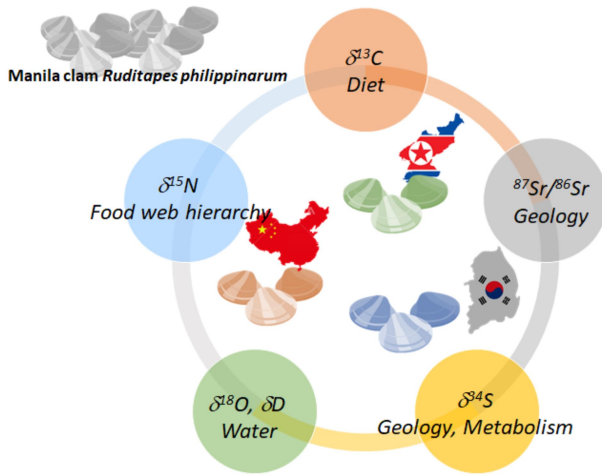 Manila clam Ruditapes philippinarum
δ¹³C
Diet
⁸⁷Sr/⁸⁶Sr
Geology
δ¹⁵N
Food web hierarchy
δ¹⁸O, δD
Water
δ³⁴S
Geology, Metabolism